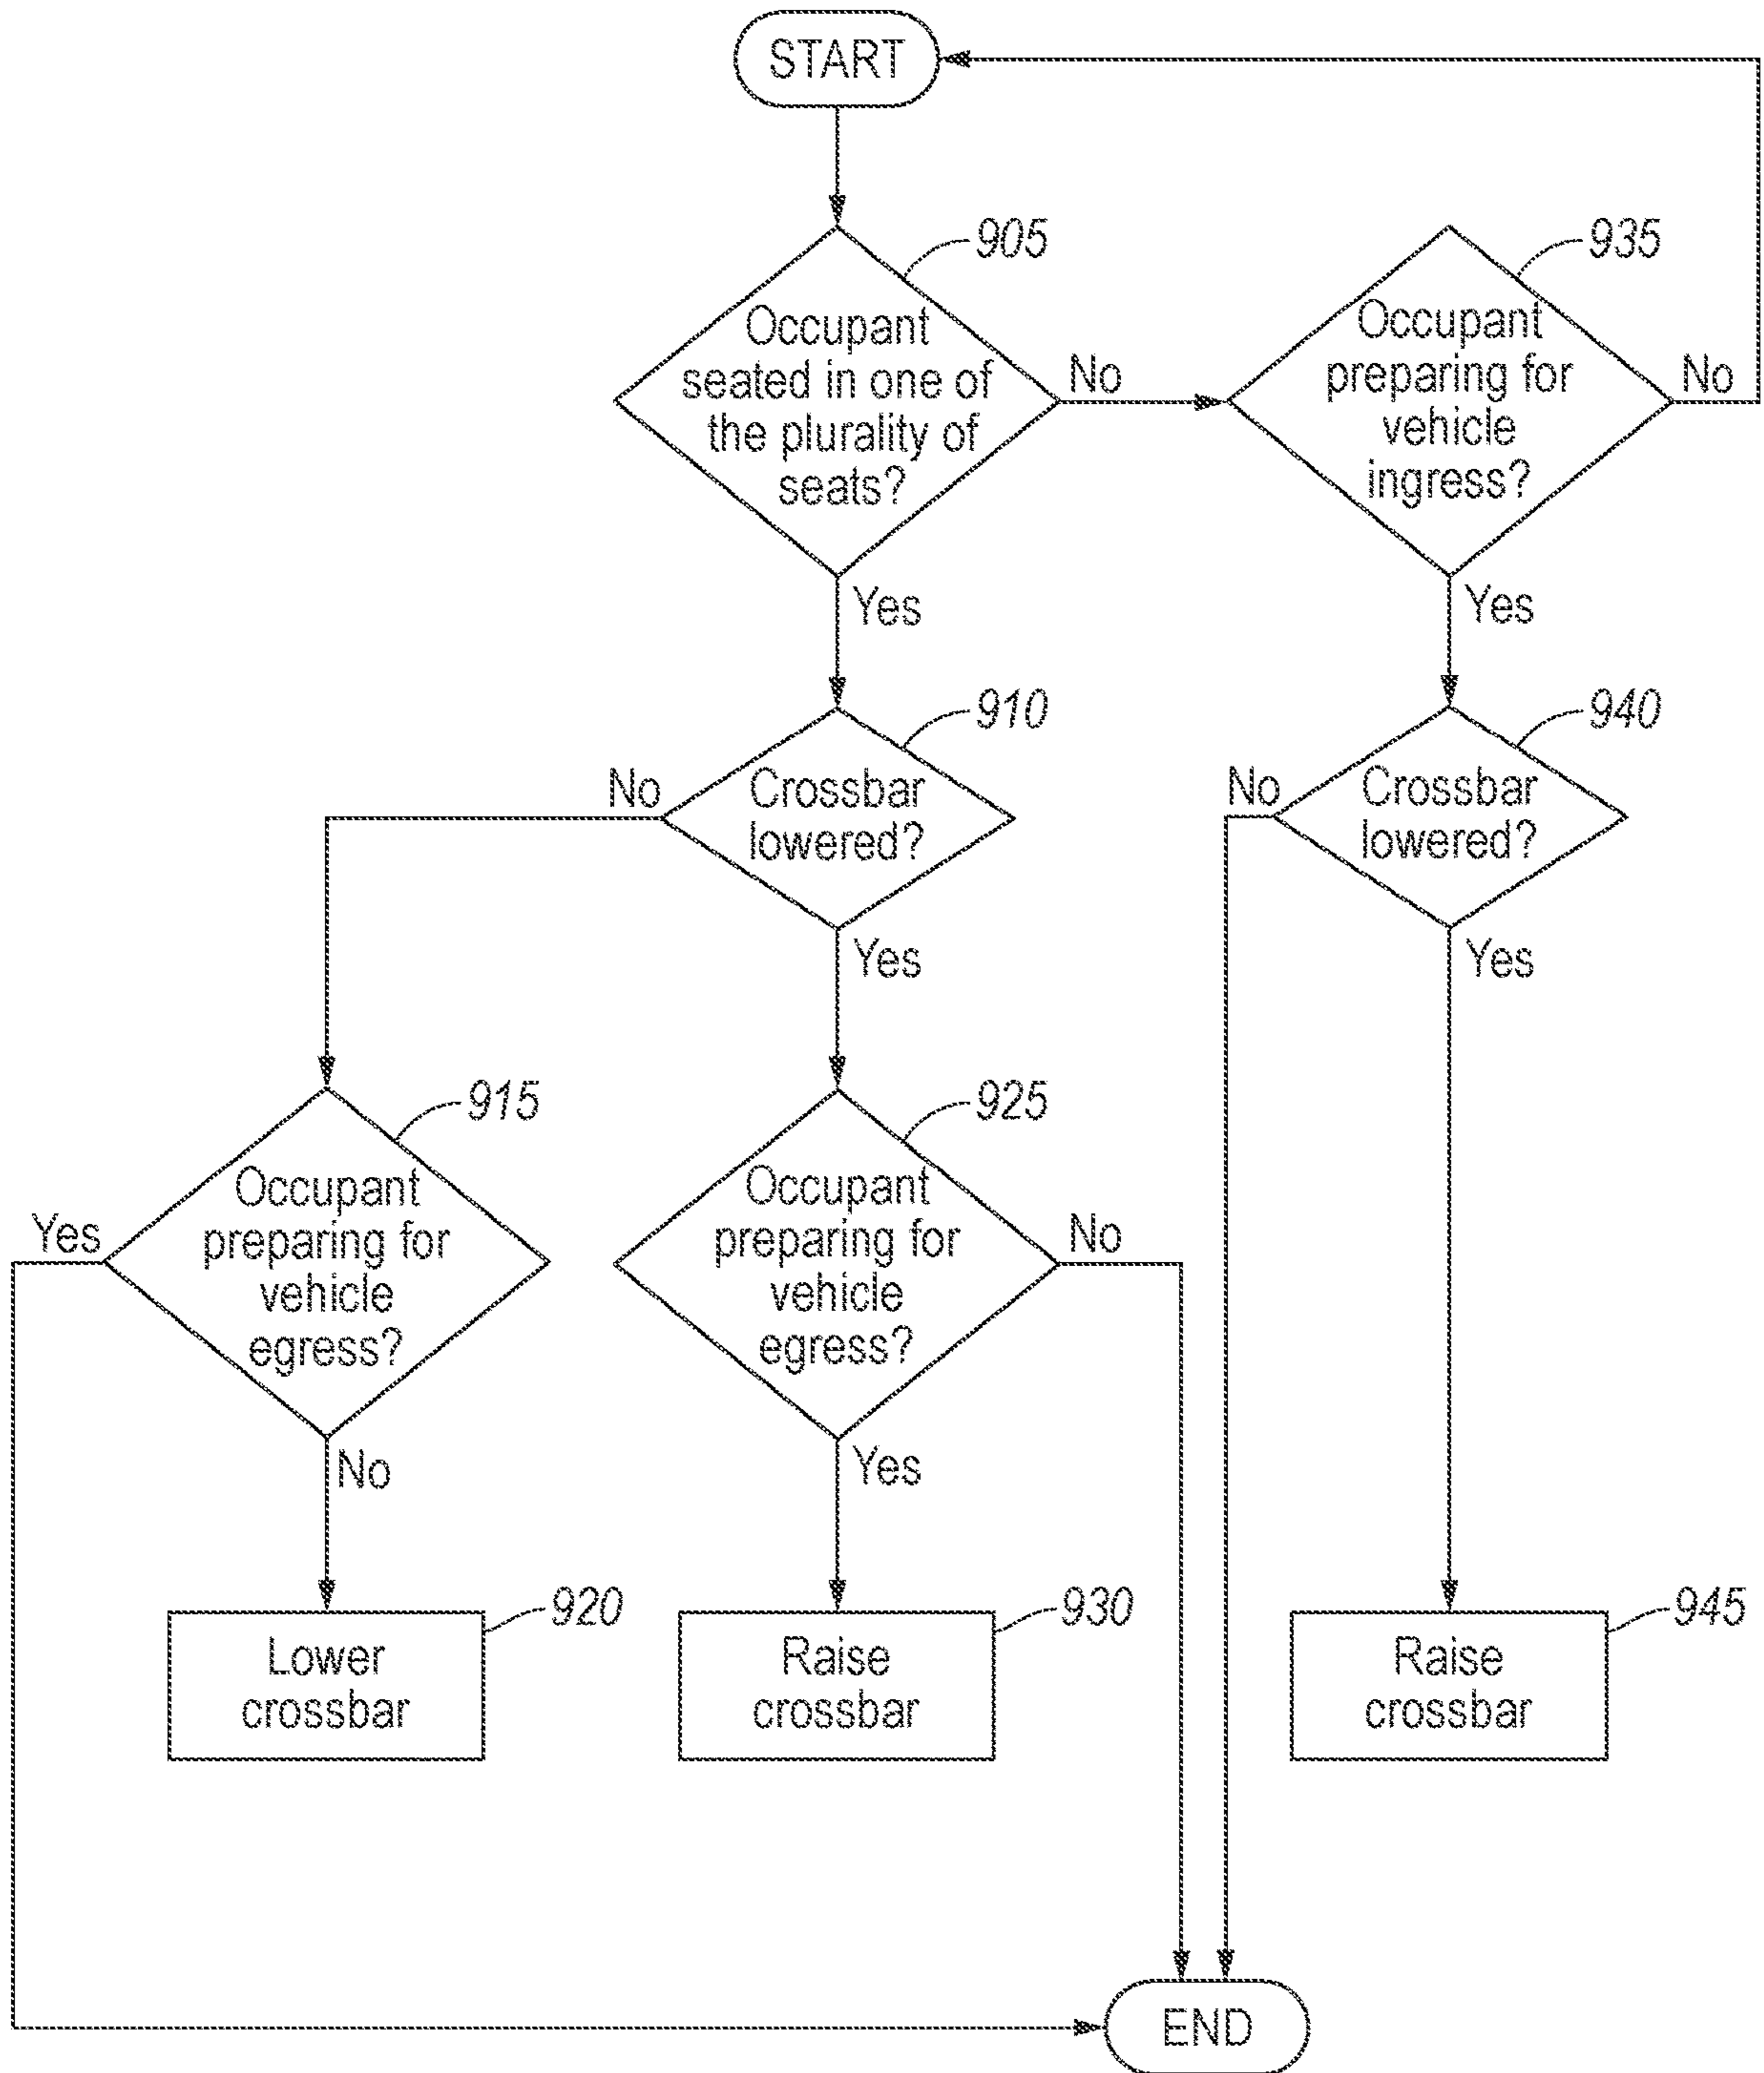 START
905
Occupant
seated in one of
the plurality of
seats?
No
Yes
935
Occupant
preparing for
vehicle
ingress?
No
Yes
910
Crossbar
lowered?
No
Yes
940
Crossbar
lowered?
No
Yes
915
Occupant
preparing for
vehicle
egress?
Yes
No
925
Occupant
preparing for
vehicle
egress?
No
Yes
920
Lower
crossbar
930
Raise
crossbar
945
Raise
crossbar
END